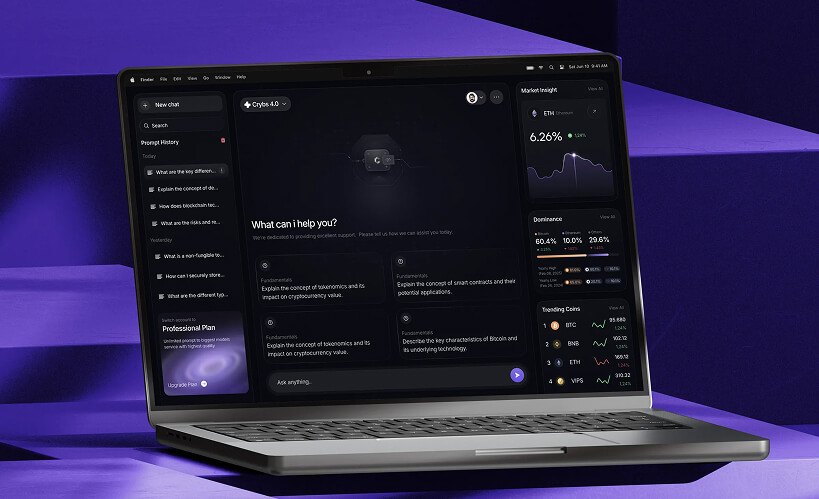 Finder File Edit View Go Window Help
Sat Jun 10 9:41 AM
New chat
Search
Prompt History
Today
What are the key differen...
Explain the concept of de...
How does blockchain tec...
What are the risks and re...
Yesterday
What is a non-fungible to...
How can I securely store...
What are the different typ...
Switch account to
Professional Plan
Unlimited prompt to biggest models
service with highest quality.
Upgrade Plan
Crybs 4.0
What can i help you?
We're dedicated to providing excellent support. Please tell us how we can assist you today.
Fundamentals
Explain the concept of tokenomics and its
impact on cryptocurrency value.
Fundamentals
Explain the concept of smart contracts and their
potential applications.
Fundamentals
Explain the concept of tokenomics and its
impact on cryptocurrency value.
Fundamentals
Describe the key characteristics of Bitcoin and
its underlying technology.
Ask anything..
Market Insight
View All
ETH Ethereum
6.26%
1.24%
Dominance
View All
Bitcoin Ethereum Others
60.4% 10.0% 29.6%
Yearly High
Trending Coins
View All
1 BTC 95.680
1.24%
2 BNB 102.12
1.24%
3 ETH 169.12
1.24%
4 VIPS 310.32
1.24%